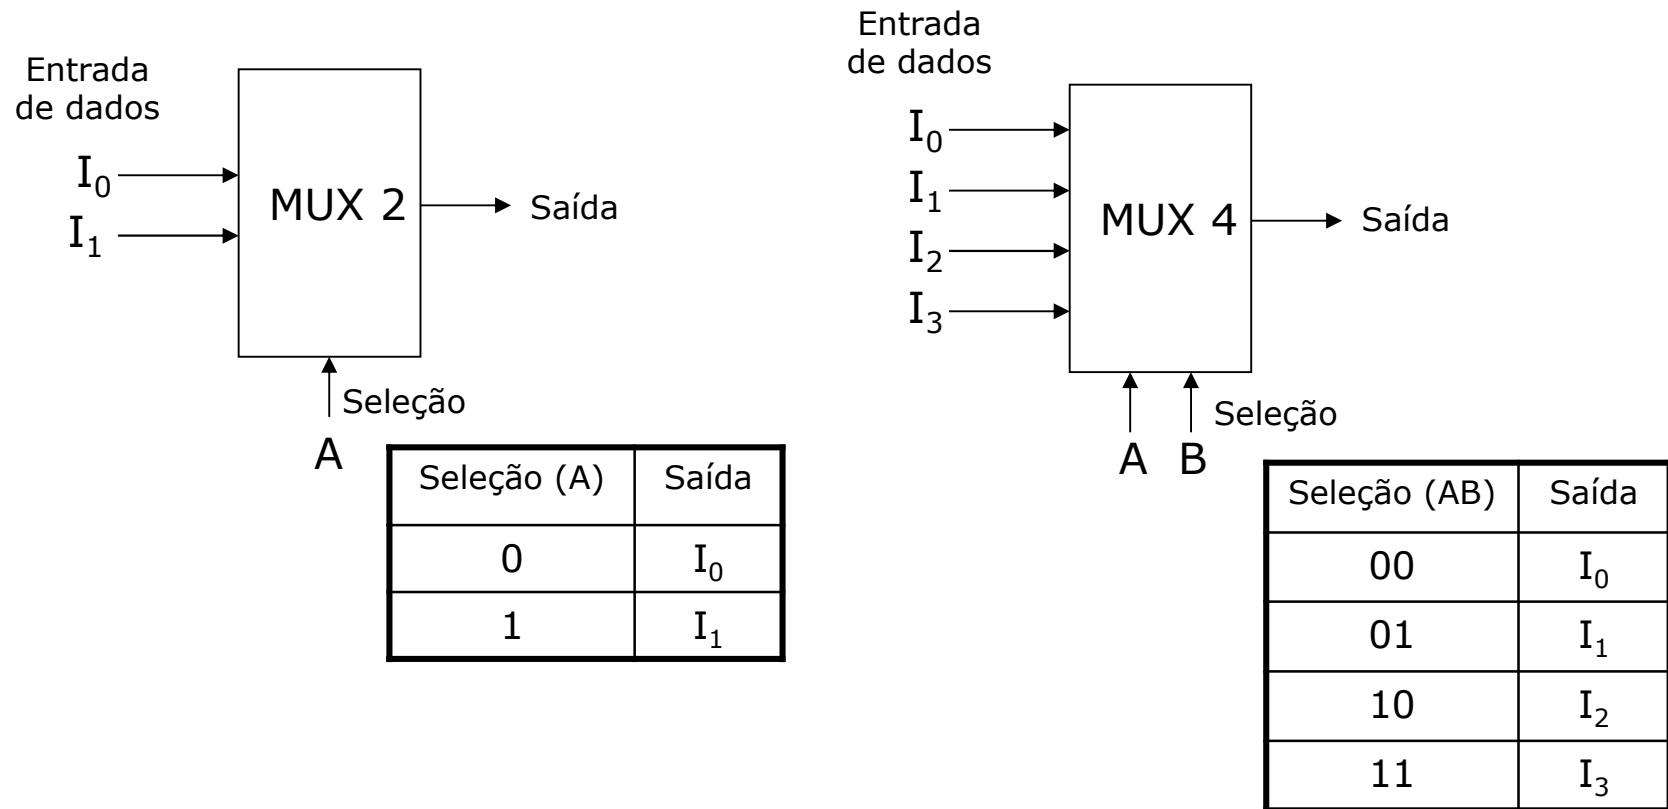 Entrada
de dados
I₀
I₁
MUX 2
Saída
Seleção
A
Seleção (A) Saída
0 I₀
1 I₁
Entrada
de dados
I₀
I₁
I₂
I₃
MUX 4
Saída
Seleção
A B
Seleção (AB) Saída
00 I₀
01 I₁
10 I₂
11 I₃